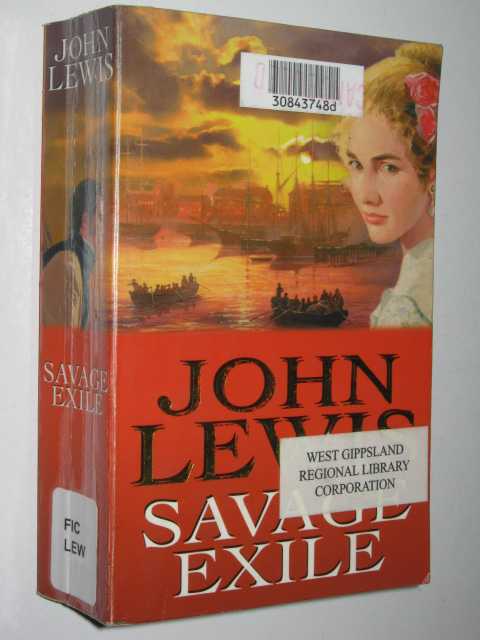 JOHN
LEWIS
SAVAGE
EXILE
FIC
LEW
30843748d
JOHN
LEWIS
WEST GIPPSLAND
REGIONAL LIBRARY
CORPORATION
SAVAGE
EXILE